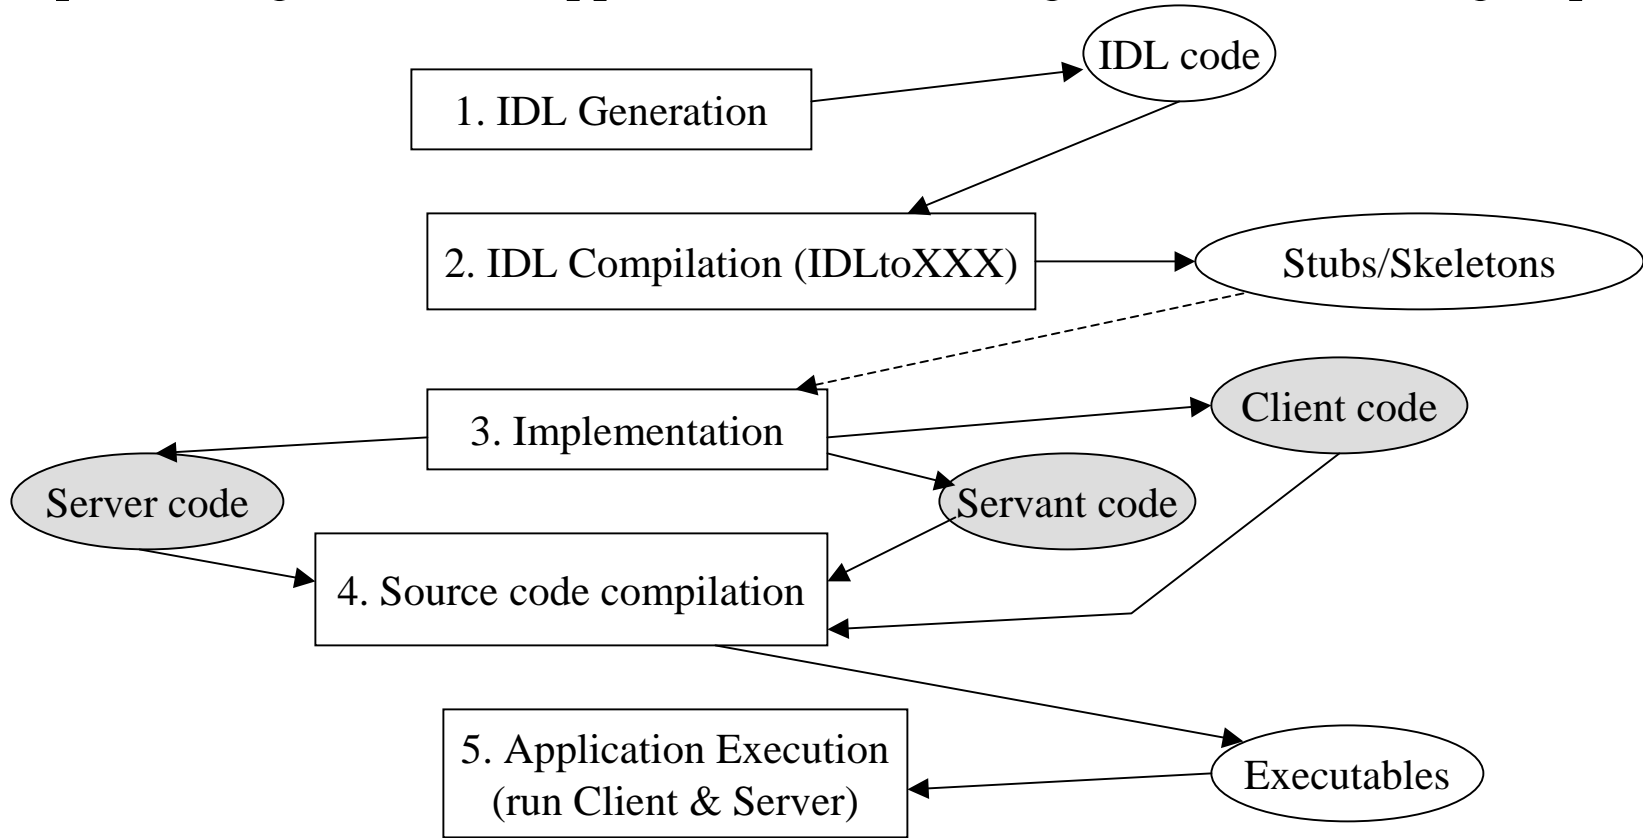 IDL code
1. IDL Generation
2. IDL Compilation (IDLtoXXX)
Stubs/Skeletons
3. Implementation
Client code
Server code
Servant code
4. Source code compilation
5. Application Execution
(run Client & Server)
Executables